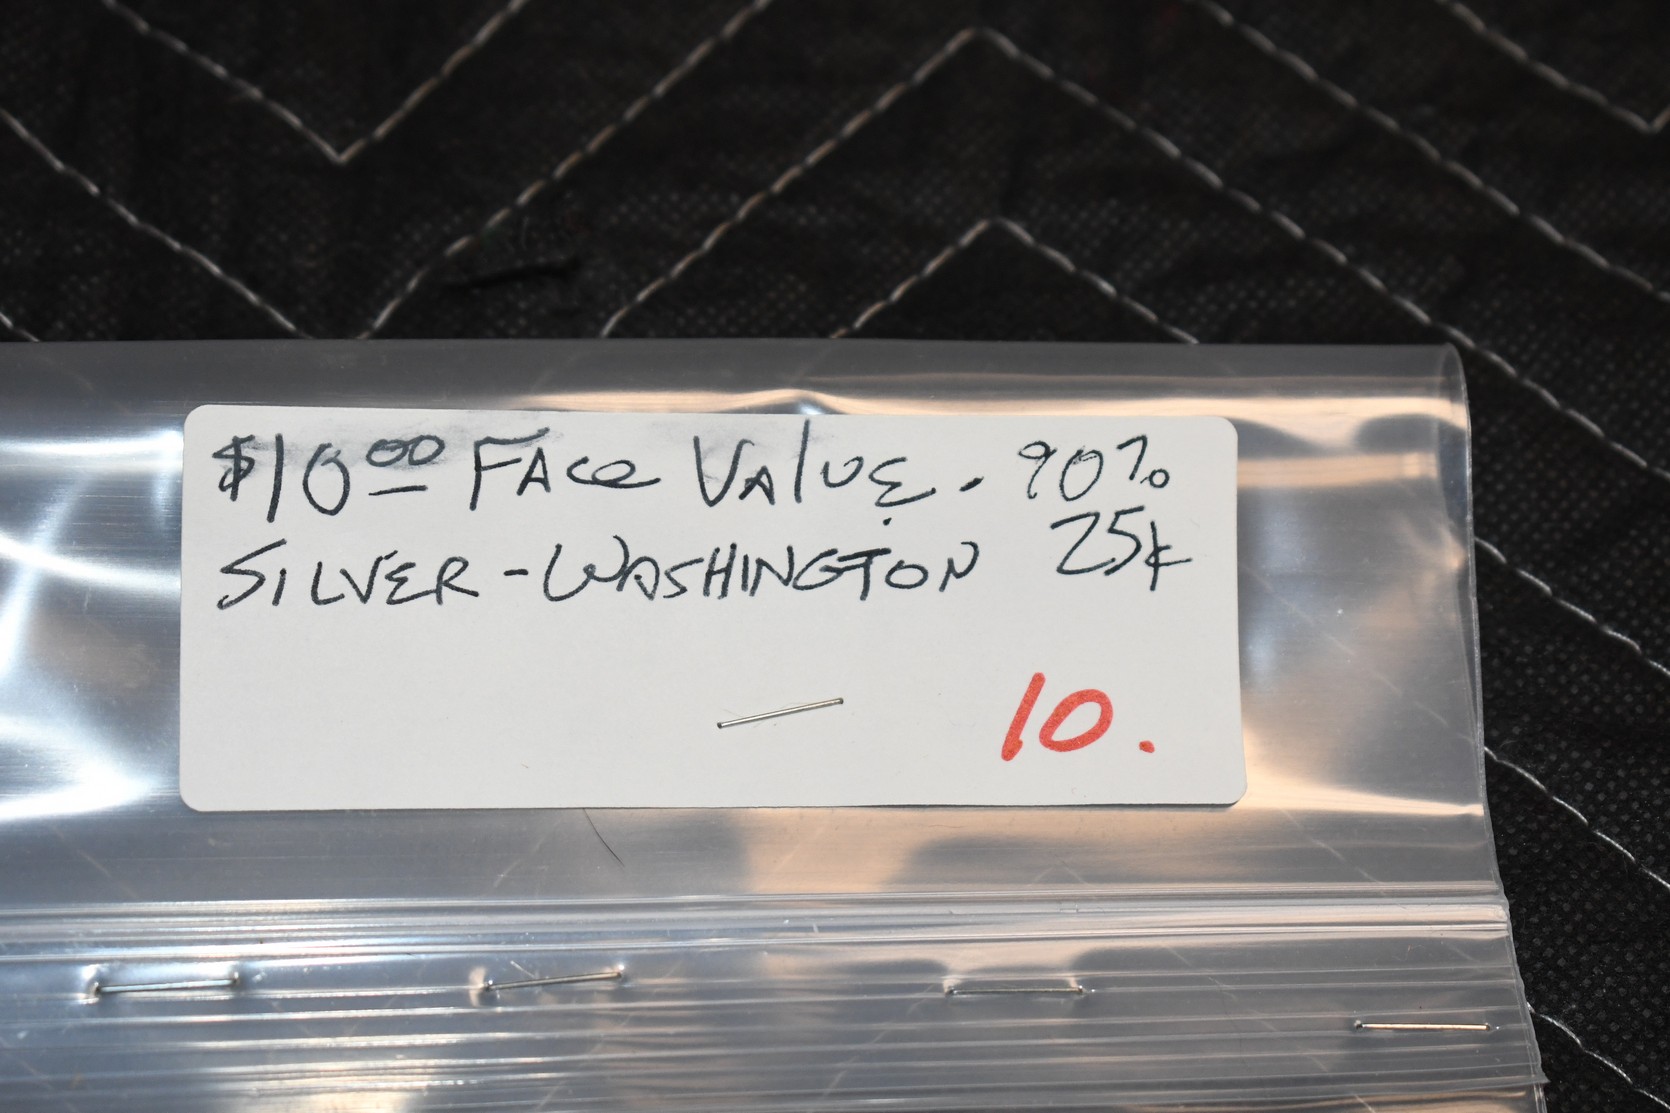 $10.00 FACE VALUE. 90%
SILVER - WASHINGTON 25¢
10.